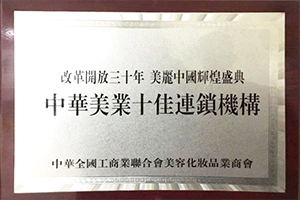 改革開放三十年 美麗中國輝煌盛典
中華美業十佳連鎖機構
中華全國工商業聯合會美容化妝品業商會